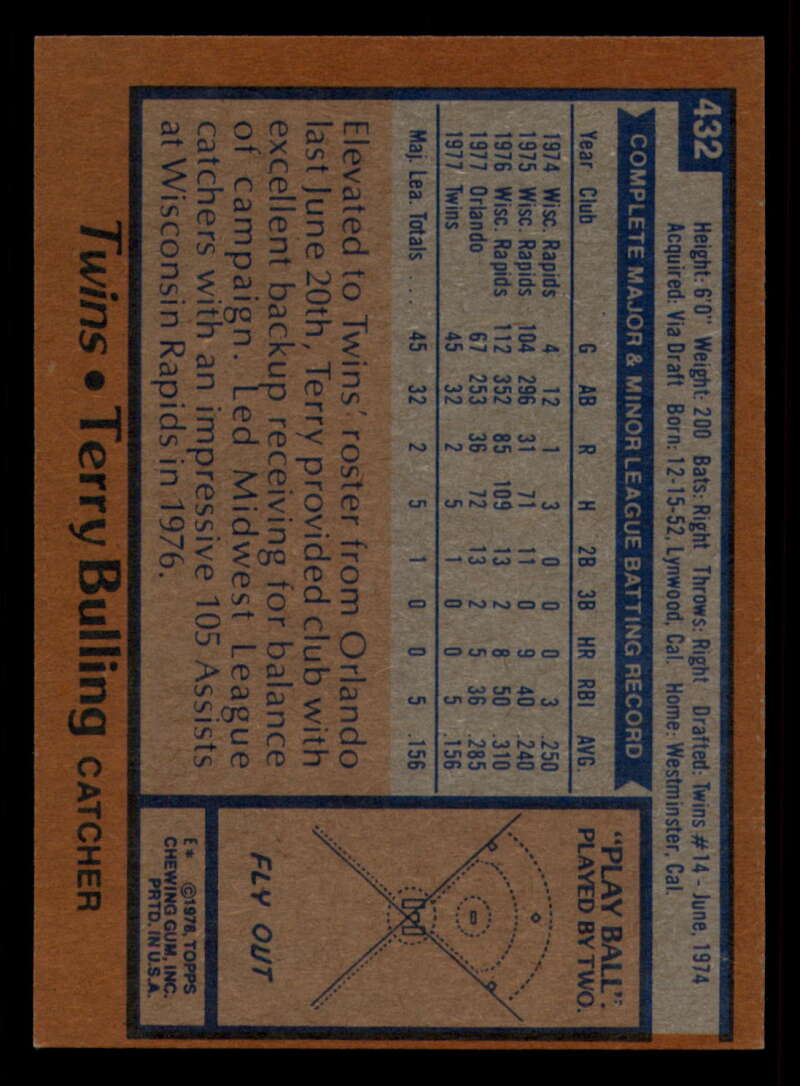 432
Height: 6'0" Weight: 200 Bats: Right Throws: Right Drafted: Twins #14 - June, 1974
Acquired: Via Draft Born: 12-15-52, Lynwood, Cal. Home: Westminster, Cal.
COMPLETE MAJOR & MINOR LEAGUE BATTING RECORD
Year Club G AB R H 2B 3B HR RBI AVG.
1974 Wisc. Rapids 4 12 1 3 0 0 0 3 .250
1975 Wisc. Rapids 104 296 31 71 11 0 9 40 .240
1976 Wisc. Rapids 112 352 85 109 13 2 8 50 .310
1977 Orlando 67 253 36 72 13 2 5 36 .285
1977 Twins 45 32 2 5 1 0 0 5 .156
Maj. Lea. Totals .... 45 32 2 5 1 0 0 5 .156
Elevated to Twins' roster from Orlando
last June 20th, Terry provided club with
excellent backup receiving for balance
of campaign. Led Midwest League
catchers with an impressive 105 Assists
at Wisconsin Rapids in 1976.
"PLAY BALL".
PLAYED BY TWO.
FLY OUT
E* ©1978, TOPPS
CHEWING GUM, INC.
PRTD. IN U.S.A.
Twins • Terry Bulling CATCHER